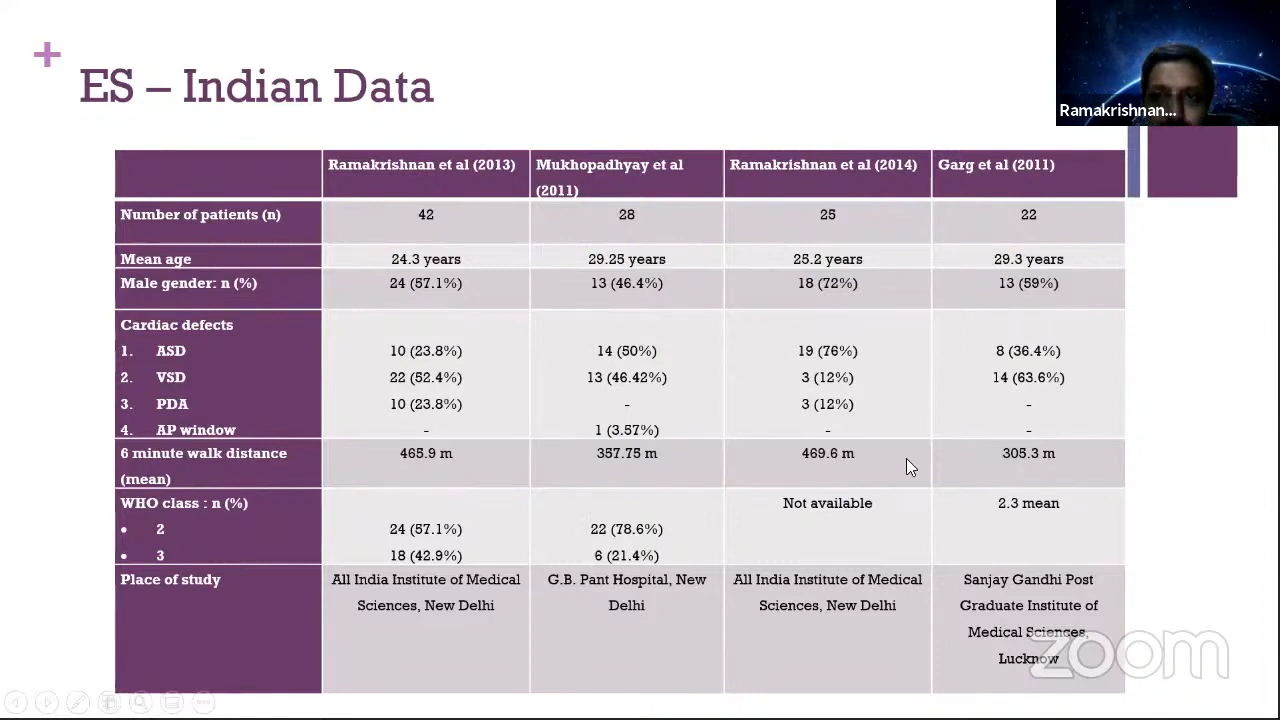 +
ES – Indian Data
Ramakrishnan...
Ramakrishnan et al (2013) Mukhopadhyay et al (2011) Ramakrishnan et al (2014) Garg et al (2011)
Number of patients (n) 42 28 25 22
Mean age 24.3 years 29.25 years 25.2 years 29.3 years
Male gender: n (%) 24 (57.1%) 13 (46.4%) 18 (72%) 13 (59%)
Cardiac defects
1. ASD 10 (23.8%) 14 (50%) 19 (76%) 8 (36.4%)
2. VSD 22 (52.4%) 13 (46.42%) 3 (12%) 14 (63.6%)
3. PDA 10 (23.8%) - 3 (12%) -
4. AP window - 1 (3.57%) - -
6 minute walk distance (mean) 465.9 m 357.75 m 469.6 m 305.3 m
WHO class : n (%) Not available 2.3 mean
• 2 24 (57.1%) 22 (78.6%)
• 3 18 (42.9%) 6 (21.4%)
Place of study All India Institute of Medical Sciences, New Delhi G.B. Pant Hospital, New Delhi All India Institute of Medical Sciences, New Delhi Sanjay Gandhi Post Graduate Institute of Medical Sciences, Lucknow
zoom